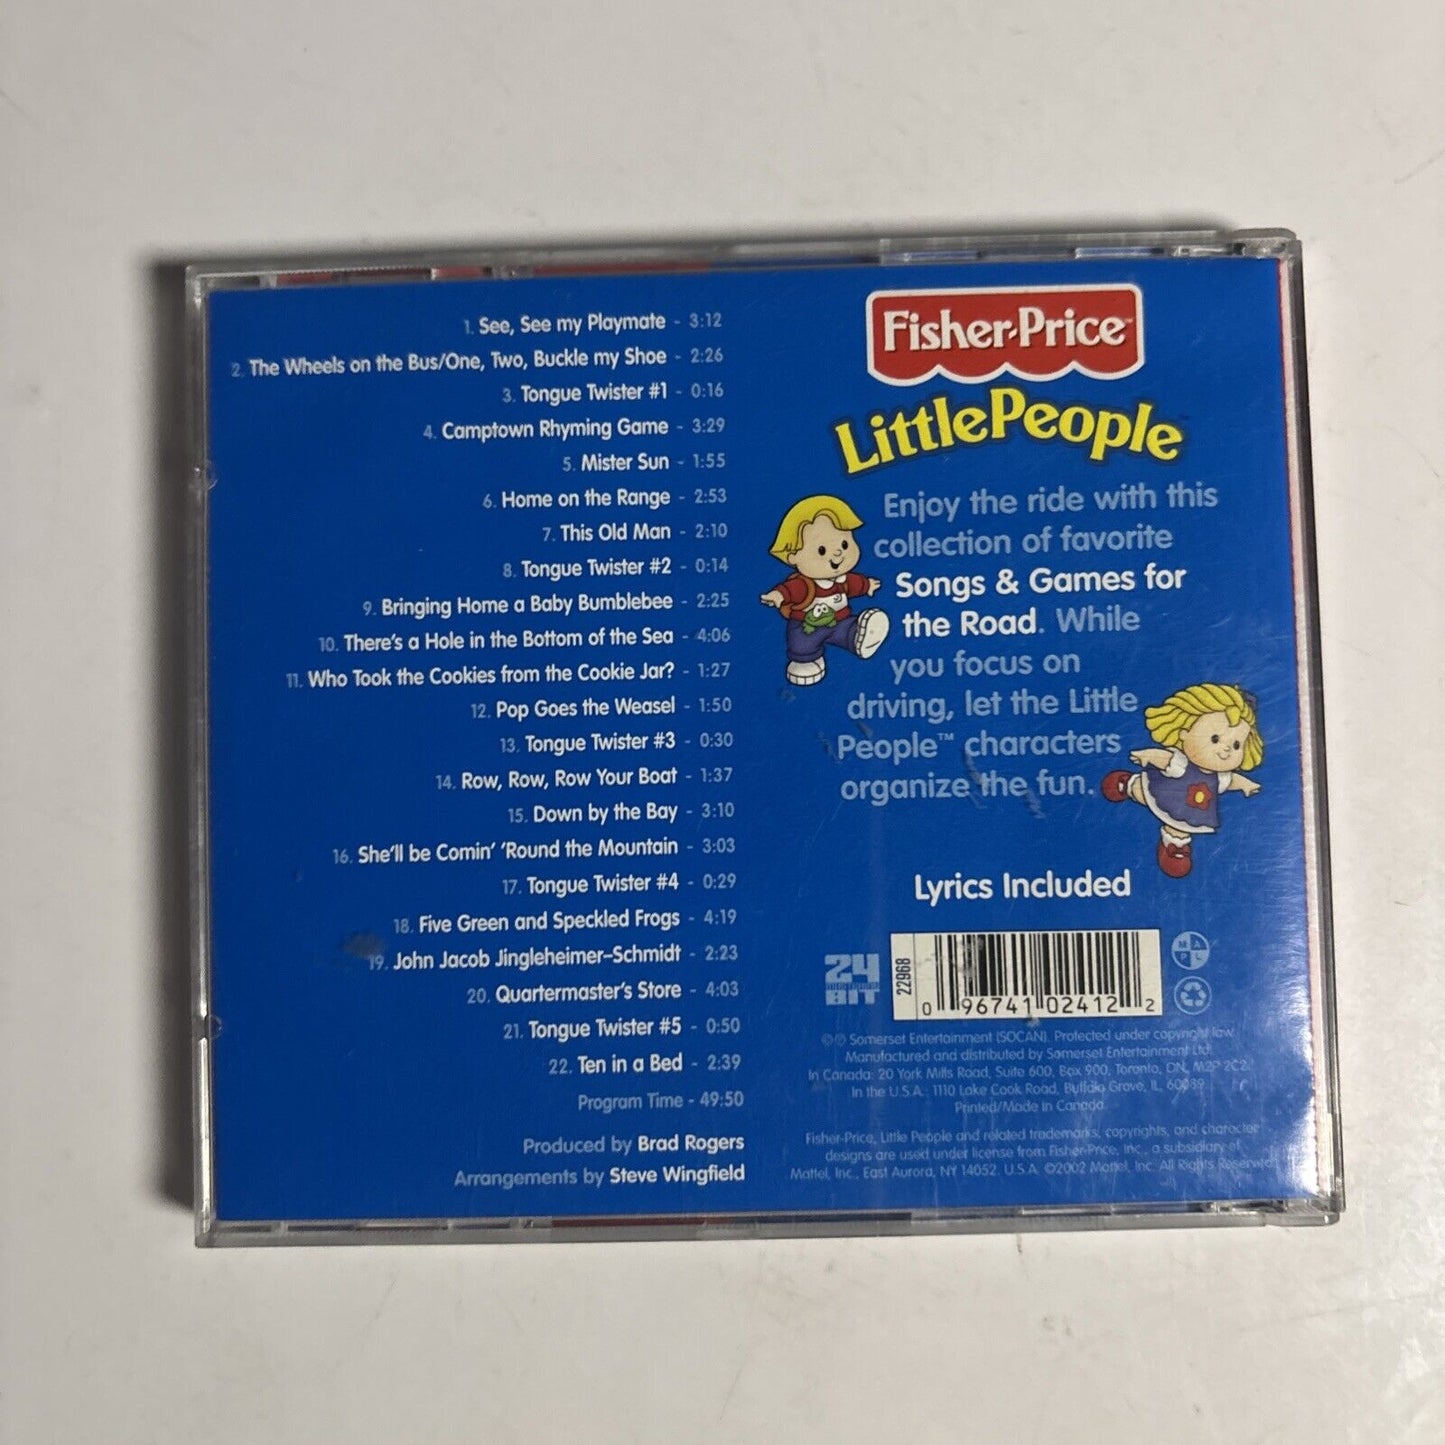 1. See, See my Playmate - 3:12
2. The Wheels on the Bus/One, Two, Buckle my Shoe - 2:26
3. Tongue Twister #1 - 0:16
4. Camptown Rhyming Game - 3:29
5. Mister Sun - 1:55
6. Home on the Range - 2:53
7. This Old Man - 2:10
8. Tongue Twister #2 - 0:14
9. Bringing Home a Baby Bumblebee - 2:25
10. There's a Hole in the Bottom of the Sea - 4:06
11. Who Took the Cookies from the Cookie Jar? - 1:27
12. Pop Goes the Weasel - 1:50
13. Tongue Twister #3 - 0:30
14. Row, Row, Row Your Boat - 1:37
15. Down by the Bay - 3:10
16. She'll be Comin' 'Round the Mountain - 3:03
17. Tongue Twister #4 - 0:29
18. Five Green and Speckled Frogs - 4:19
19. John Jacob Jingleheimer-Schmidt - 2:23
20. Quartermaster's Store - 4:03
21. Tongue Twister #5 - 0:50
22. Ten in a Bed - 2:39
Program Time - 49:50
Produced by Brad Rogers
Arrangements by Steve Wingfield
Fisher-Price™
LittlePeople™
Enjoy the ride with this
collection of favorite
Songs & Games for
the Road. While
you focus on
driving, let the Little
People™ characters
organize the fun.
Lyrics Included
24
BIT
22968
0 96741 02412 2
M A
P L
©℗ Somerset Entertainment (SOCAN). Protected under copyright law.
Manufactured and distributed by Somerset Entertainment Ltd.
In Canada: 20 York Mills Road, Suite 600, Box 900, Toronto, ON, M2P 2C2.
In the U.S.A.: 1110 Lake Cook Road, Buffalo Grove, IL, 60089
Printed/Made in Canada
Fisher-Price, Little People and related trademarks, copyrights, and character
designs are used under license from Fisher-Price, Inc., a subsidiary of
Mattel, Inc., East Aurora, NY 14052. U.S.A. ©2002 Mattel, Inc. All Rights Reserved.